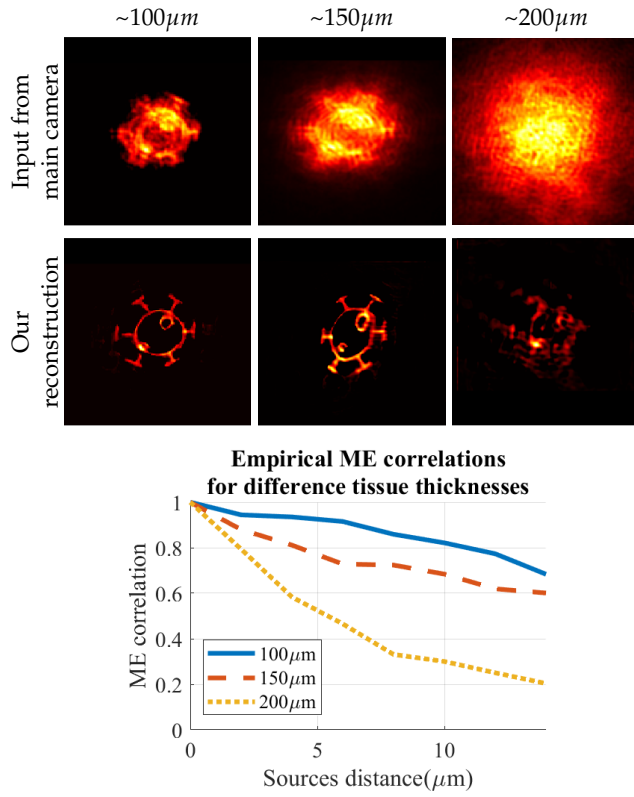 ~100μm
~150μm
~200μm
Input from
main camera
Our
reconstruction
Empirical ME correlations
for difference tissue thicknesses
ME correlation
1
0.8
0.6
0.4
0.2
0
100μm
150μm
200μm
0
5
10
Sources distance(μm)